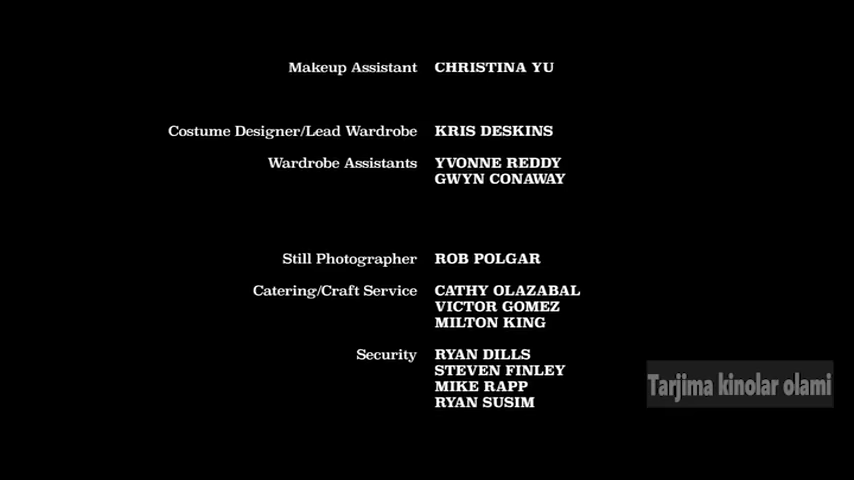 Makeup Assistant CHRISTINA YU
Costume Designer/Lead Wardrobe KRIS DESKINS
Wardrobe Assistants YVONNE REDDY
GWYN CONAWAY
Still Photographer ROB POLGAR
Catering/Craft Service CATHY OLAZABAL
VICTOR GOMEZ
MILTON KING
Security RYAN DILLS
STEVEN FINLEY
MIKE RAPP
RYAN SUSIM
Tarjima kinolar olami